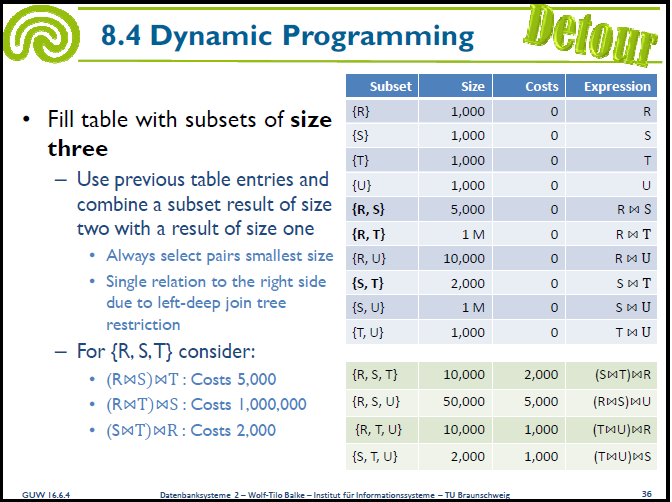 8.4 Dynamic Programming
Detour
• Fill table with subsets of size
three
– Use previous table entries and
combine a subset result of size
two with a result of size one
• Always select pairs smallest size
• Single relation to the right side
due to left-deep join tree
restriction
– For {R, S, T} consider:
• (R⋈S)⋈T : Costs 5,000
• (R⋈T)⋈S : Costs 1,000,000
• (S⋈T)⋈R : Costs 2,000
Subset Size Costs Expression
{R} 1,000 0 R
{S} 1,000 0 S
{T} 1,000 0 T
{U} 1,000 0 U
{R, S} 5,000 0 R ⋈ S
{R, T} 1 M 0 R ⋈ T
{R, U} 10,000 0 R ⋈ U
{S, T} 2,000 0 S ⋈ T
{S, U} 1 M 0 S ⋈ U
{T, U} 1,000 0 T ⋈ U
{R, S, T} 10,000 2,000 (S⋈T)⋈R
{R, S, U} 50,000 5,000 (R⋈S)⋈U
{R, T, U} 10,000 1,000 (T⋈U)⋈R
{S, T, U} 2,000 1,000 (T⋈U)⋈S
GUW 16.6.4 Datenbanksysteme 2 – Wolf-Tilo Balke – Institut für Informationssysteme – TU Braunschweig 36